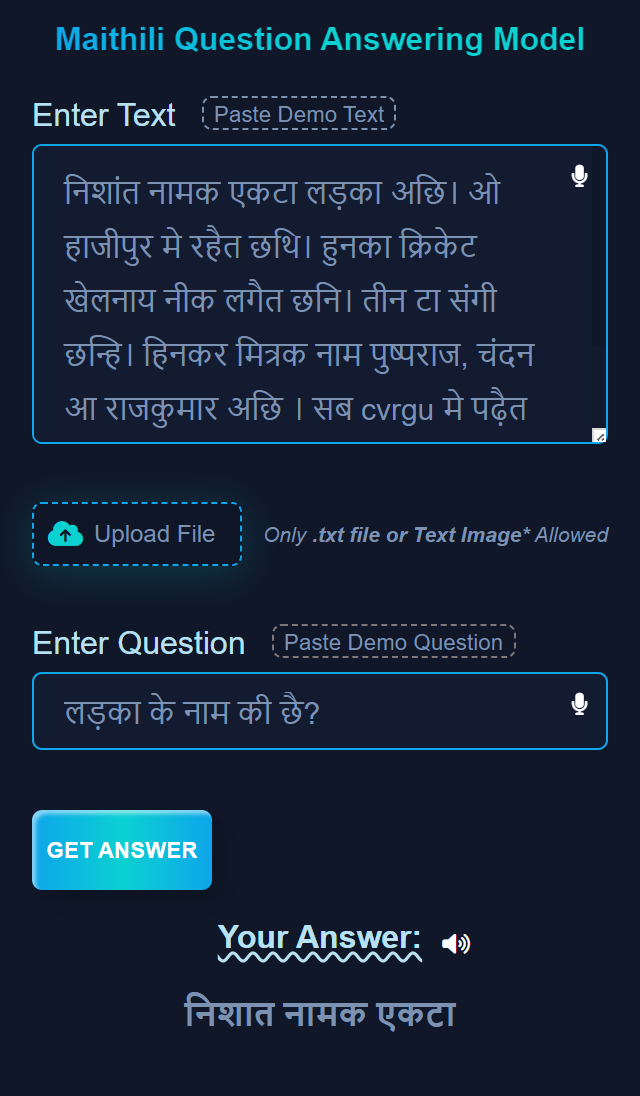 Maithili Question Answering Model
Enter Text Paste Demo Text
निशांत नामक एकटा लड़का अछि। ओ
हाजीपुर मे रहैत छथि। हुनका क्रिकेट
खेलनाय नीक लगैत छनि। तीन टा संगी
छन्हि। हिनकर मित्रक नाम पुष्पराज, चंदन
आ राजकुमार अछि । सब cvrgu मे पढ़ैत
Upload File Only .txt file or Text Image* Allowed
Enter Question Paste Demo Question
लड़का के नाम की छै?
GET ANSWER
Your Answer:
निशात नामक एकटा